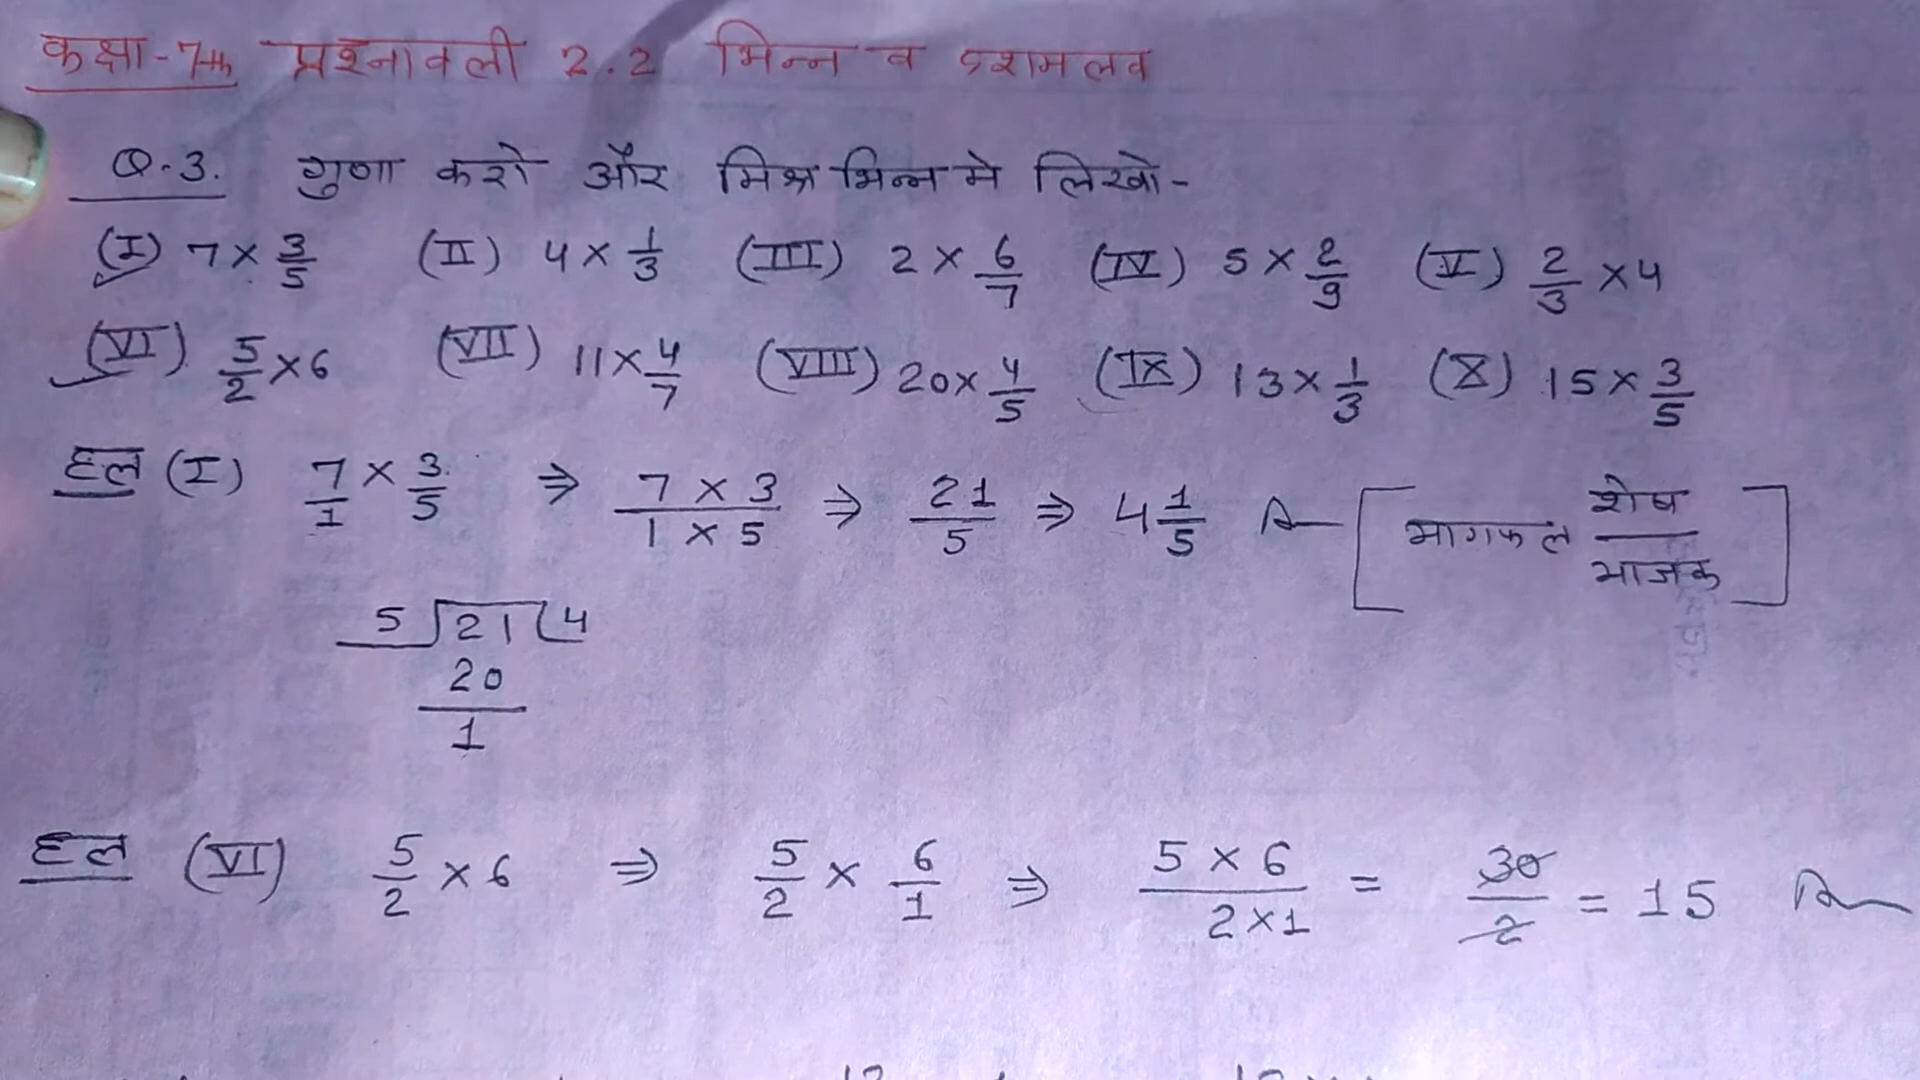 कक्षा-7th प्रश्नावली 2.2 भिन्न व दशमलव
Q.3. गुणा करो और मिश्र भिन्न मे लिखो-
(I) 7 × 3/5 (II) 4 × 1/3 (III) 2 × 6/7 (IV) 5 × 2/9 (V) 2/3 × 4
(VI) 5/2 × 6 (VII) 11 × 4/7 (VIII) 20 × 4/5 (IX) 13 × 1/3 (X) 15 × 3/5
हल (I) 7/1 × 3/5 ⇒ 7 × 3/1 × 5 ⇒ 21/5 ⇒ 4 1/5 [भागफल शेष/भाजक]
5 21 4
20
1
हल (VI) 5/2 × 6 ⇒ 5/2 × 6/1 ⇒ 5 × 6/2 × 1 = 30/2 = 15